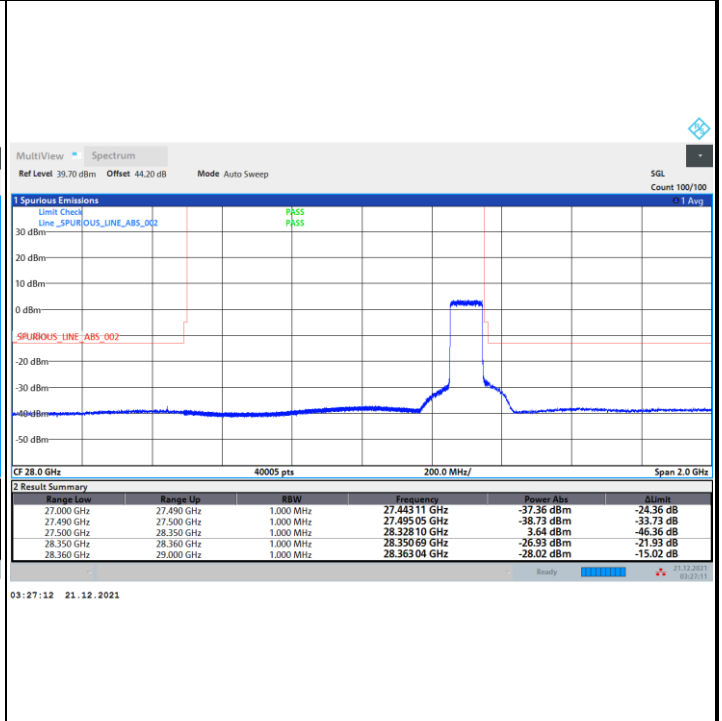 MultiView Spectrum
Ref Level 39.70 dBm Offset 44.20 dB Mode Auto Sweep SGL
Count 100/100
1 Spurious Emissions 1 Avg
Limit Check PASS
Line _SPURIOUS_LINE_ABS_002 PASS
30 dBm
20 dBm
10 dBm
0 dBm
_SPURIOUS_LINE_ABS_002
-20 dBm
-30 dBm
-40 dBm
-50 dBm
CF 28.0 GHz 40005 pts 200.0 MHz/ Span 2.0 GHz
2 Result Summary
Range Low Range Up RBW Frequency Power Abs ΔLimit
27.000 GHz 27.490 GHz 1.000 MHz 27.443 11 GHz -37.36 dBm -24.36 dB
27.490 GHz 27.500 GHz 1.000 MHz 27.495 05 GHz -38.73 dBm -33.73 dB
27.500 GHz 28.350 GHz 1.000 MHz 28.328 10 GHz 3.64 dBm -46.36 dB
28.350 GHz 28.360 GHz 1.000 MHz 28.350 69 GHz -26.93 dBm -21.93 dB
28.360 GHz 29.000 GHz 1.000 MHz 28.363 04 GHz -28.02 dBm -15.02 dB
Ready 21.12.2021
03:27:11
03:27:12 21.12.2021